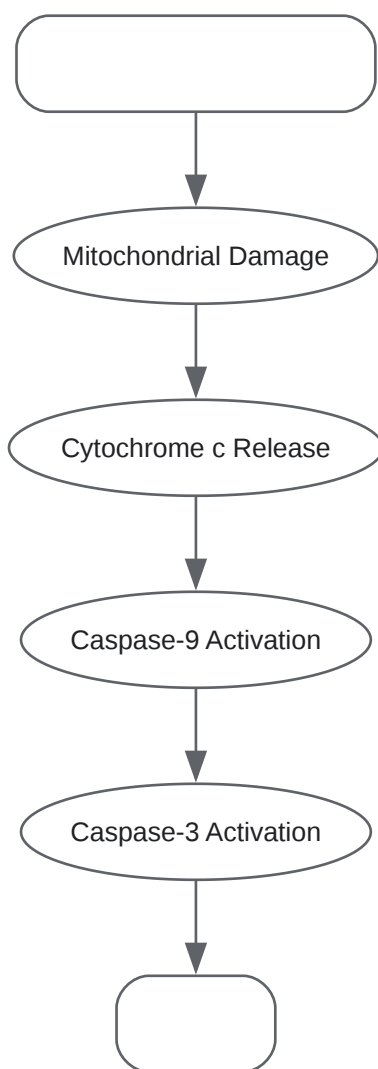 Mitochondrial Damage
Cytochrome c Release
Caspase-9 Activation
Caspase-3 Activation